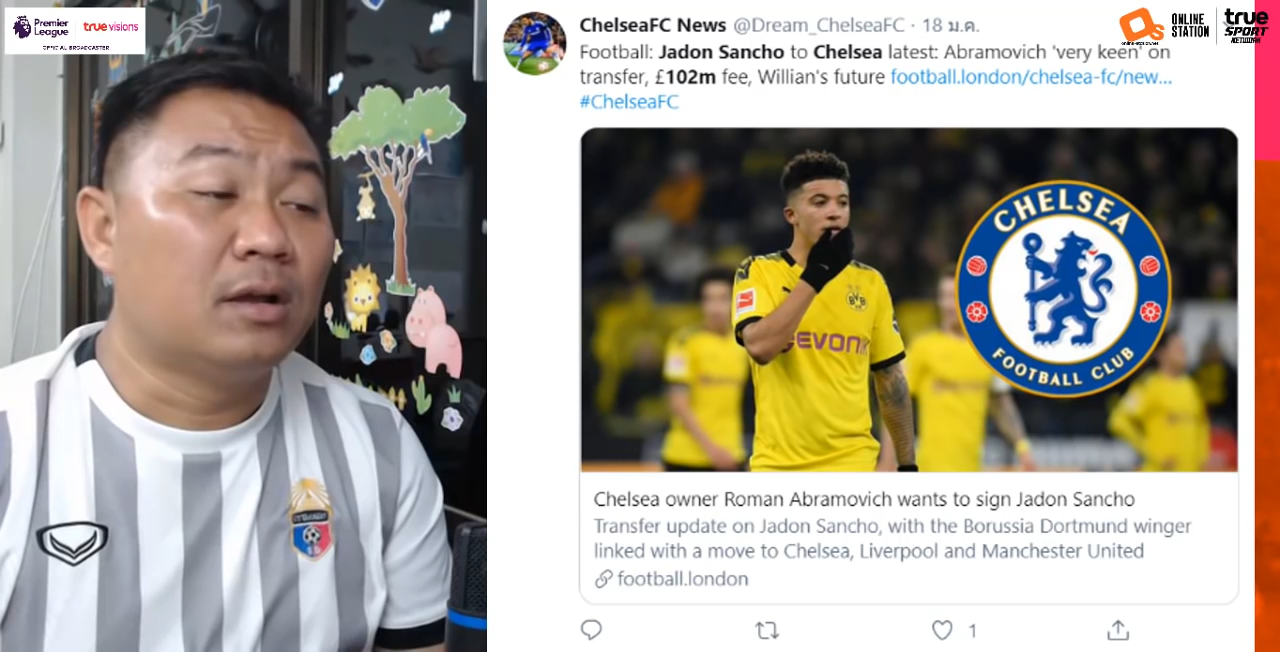 Premier League
truevisions
OFFICIAL BROADCASTER
ChelseaFC News @Dream_ChelseaFC · 18 ม.ค.
Football: Jadon Sancho to Chelsea latest: Abramovich 'very keen' on
transfer, £102m fee, Willian's future football.london/chelsea-fc/new...
#ChelseaFC
ONLINE STATION
true SPORT NETWORK
CHELSEA
FOOTBALL CLUB
BVB
EVONIK
Chelsea owner Roman Abramovich wants to sign Jadon Sancho
Transfer update on Jadon Sancho, with the Borussia Dortmund winger
linked with a move to Chelsea, Liverpool and Manchester United
football.london
1